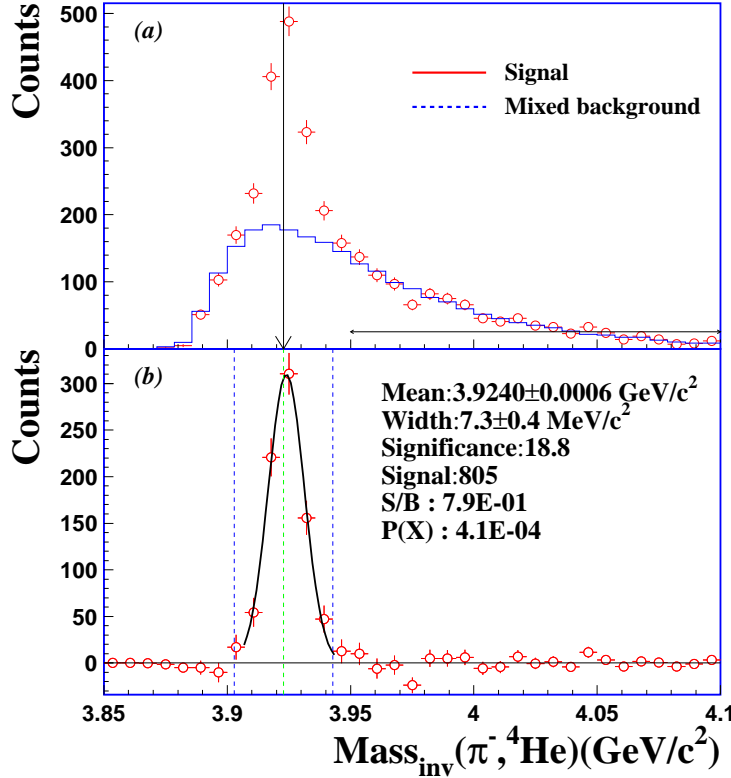 (a)
Counts
500
400
300
200
100
0
Signal
Mixed background
(b)
Counts
300
250
200
150
100
50
0
Mean:3.9240±0.0006 GeV/c²
Width:7.3±0.4 MeV/c²
Significance:18.8
Signal:805
S/B : 7.9E-01
P(X) : 4.1E-04
3.85 3.9 3.95 4 4.05 4.1
Mass_inv(π⁻,⁴He)(GeV/c²)